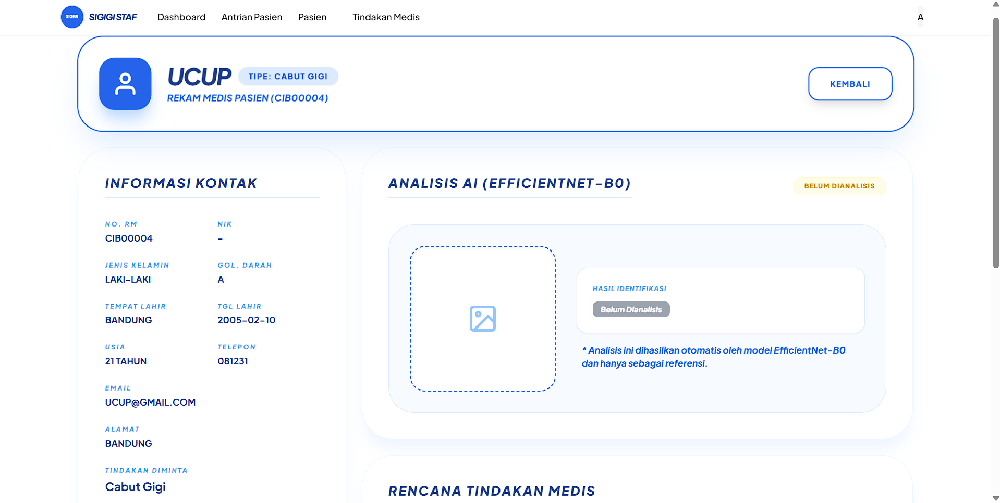 SIGIGI
SIGIGI STAF
Dashboard
Antrian Pasien
Pasien
Tindakan Medis
A
UCUP
TIPE: CABUT GIGI
REKAM MEDIS PASIEN (CIB00004)
KEMBALI
INFORMASI KONTAK
NO. RM
NIK
CIB00004
-
JENIS KELAMIN
GOL. DARAH
LAKI-LAKI
A
TEMPAT LAHIR
TGL LAHIR
BANDUNG
2005-02-10
USIA
TELEPON
21 TAHUN
081231
EMAIL
UCUP@GMAIL.COM
ALAMAT
BANDUNG
TINDAKAN DIMINTA
Cabut Gigi
ANALISIS AI (EFFICIENTNET-B0)
BELUM DIANALISIS
HASIL IDENTIFIKASI
Belum Dianalisis
* Analisis ini dihasilkan otomatis oleh model EfficientNet-B0
dan hanya sebagai referensi.
RENCANA TINDAKAN MEDIS